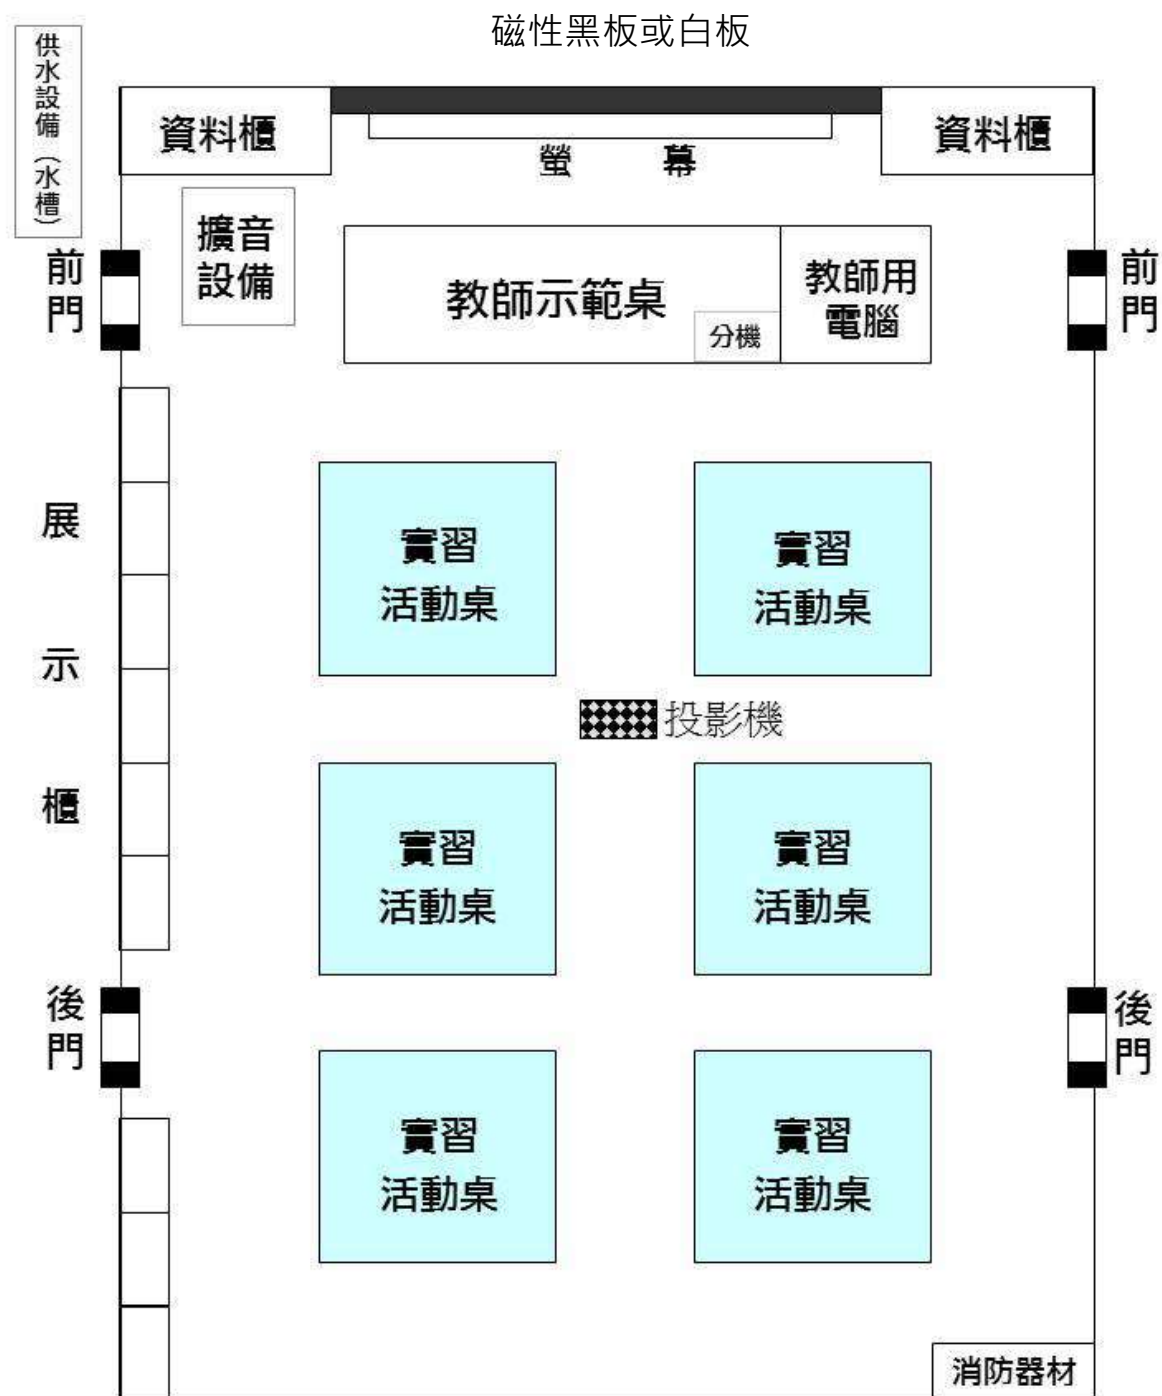 磁性黑板或白板
供水設備（水槽）
資料櫃
資料櫃
螢幕
擴音
設備
教師示範桌
分機
教師用
電腦
前門
前門
展示櫃
實習
活動桌
實習
活動桌
投影機
實習
活動桌
實習
活動桌
後門
後門
實習
活動桌
實習
活動桌
消防器材